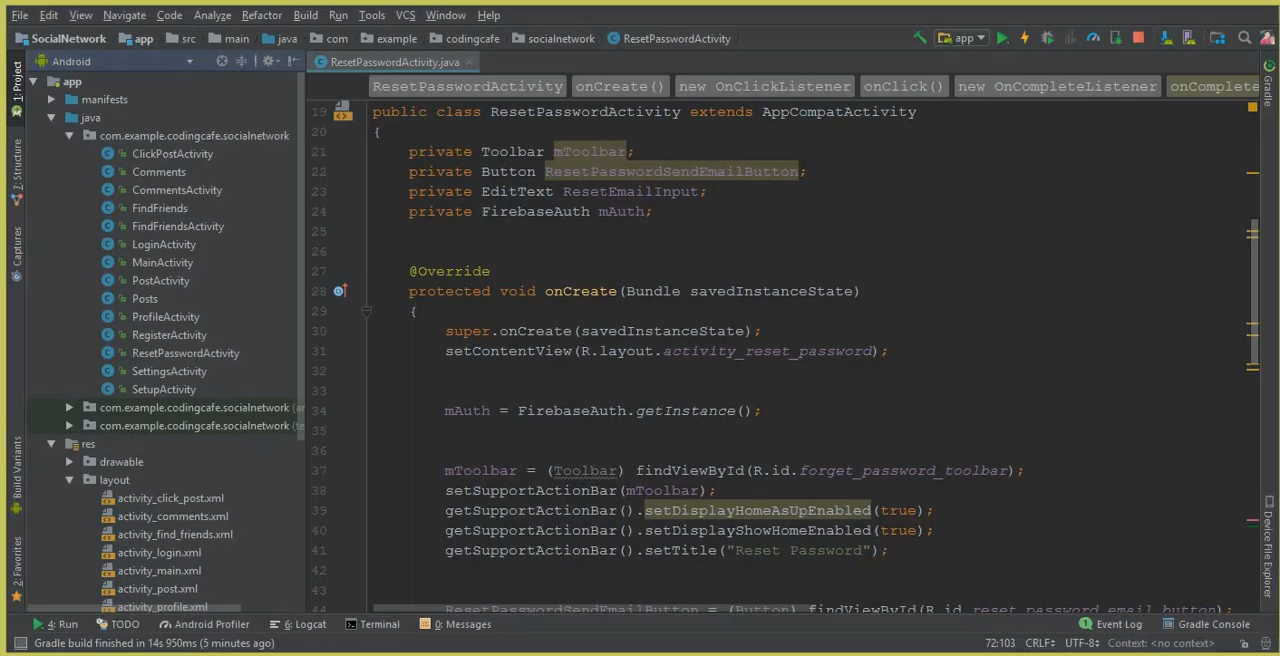 File Edit View Navigate Code Analyze Refactor Build Run Tools VCS Window Help
SocialNetwork app src main java com example codingcafe socialnetwork ResetPasswordActivity app
Android
ResetPasswordActivity.java
ResetPasswordActivity onCreate() new OnClickListener onClick() new OnCompleteListener onComplete
1: Project
7: Structure
Captures
Build Variants
2: Favorites
app
manifests
java
com.example.codingcafe.socialnetwork
ClickPostActivity
Comments
CommentsActivity
FindFriends
FindFriendsActivity
LoginActivity
MainActivity
PostActivity
Posts
ProfileActivity
RegisterActivity
ResetPasswordActivity
SettingsActivity
SetupActivity
com.example.codingcafe.socialnetwork (a
com.example.codingcafe.socialnetwork (te
res
drawable
layout
activity_click_post.xml
activity_comments.xml
activity_find_friends.xml
activity_login.xml
activity_main.xml
activity_post.xml
activity_profile.xml
19 public class ResetPasswordActivity extends AppCompatActivity
20 {
21 private Toolbar mToolbar;
22 private Button ResetPasswordSendEmailButton;
23 private EditText ResetEmailInput;
24 private FirebaseAuth mAuth;
25
26
27 @Override
28 protected void onCreate(Bundle savedInstanceState)
29 {
30 super.onCreate(savedInstanceState);
31 setContentView(R.layout.activity_reset_password);
32
33
34 mAuth = FirebaseAuth.getInstance();
35
36
37 mToolbar = (Toolbar) findViewById(R.id.forget_password_toolbar);
38 setSupportActionBar(mToolbar);
39 getSupportActionBar().setDisplayHomeAsUpEnabled(true);
40 getSupportActionBar().setDisplayShowHomeEnabled(true);
41 getSupportActionBar().setTitle("Reset Password");
42
43
44 ResetPasswordSendEmailButton = (Button) findViewById(R.id.reset_password_email_button);
Gradle
Device File Explorer
4: Run TODO Android Profiler 6: Logcat Terminal 0: Messages 1 Event Log Gradle Console
Gradle build finished in 14s 950ms (5 minutes ago) 72:103 CRLF UTF-8 Context: <no context>